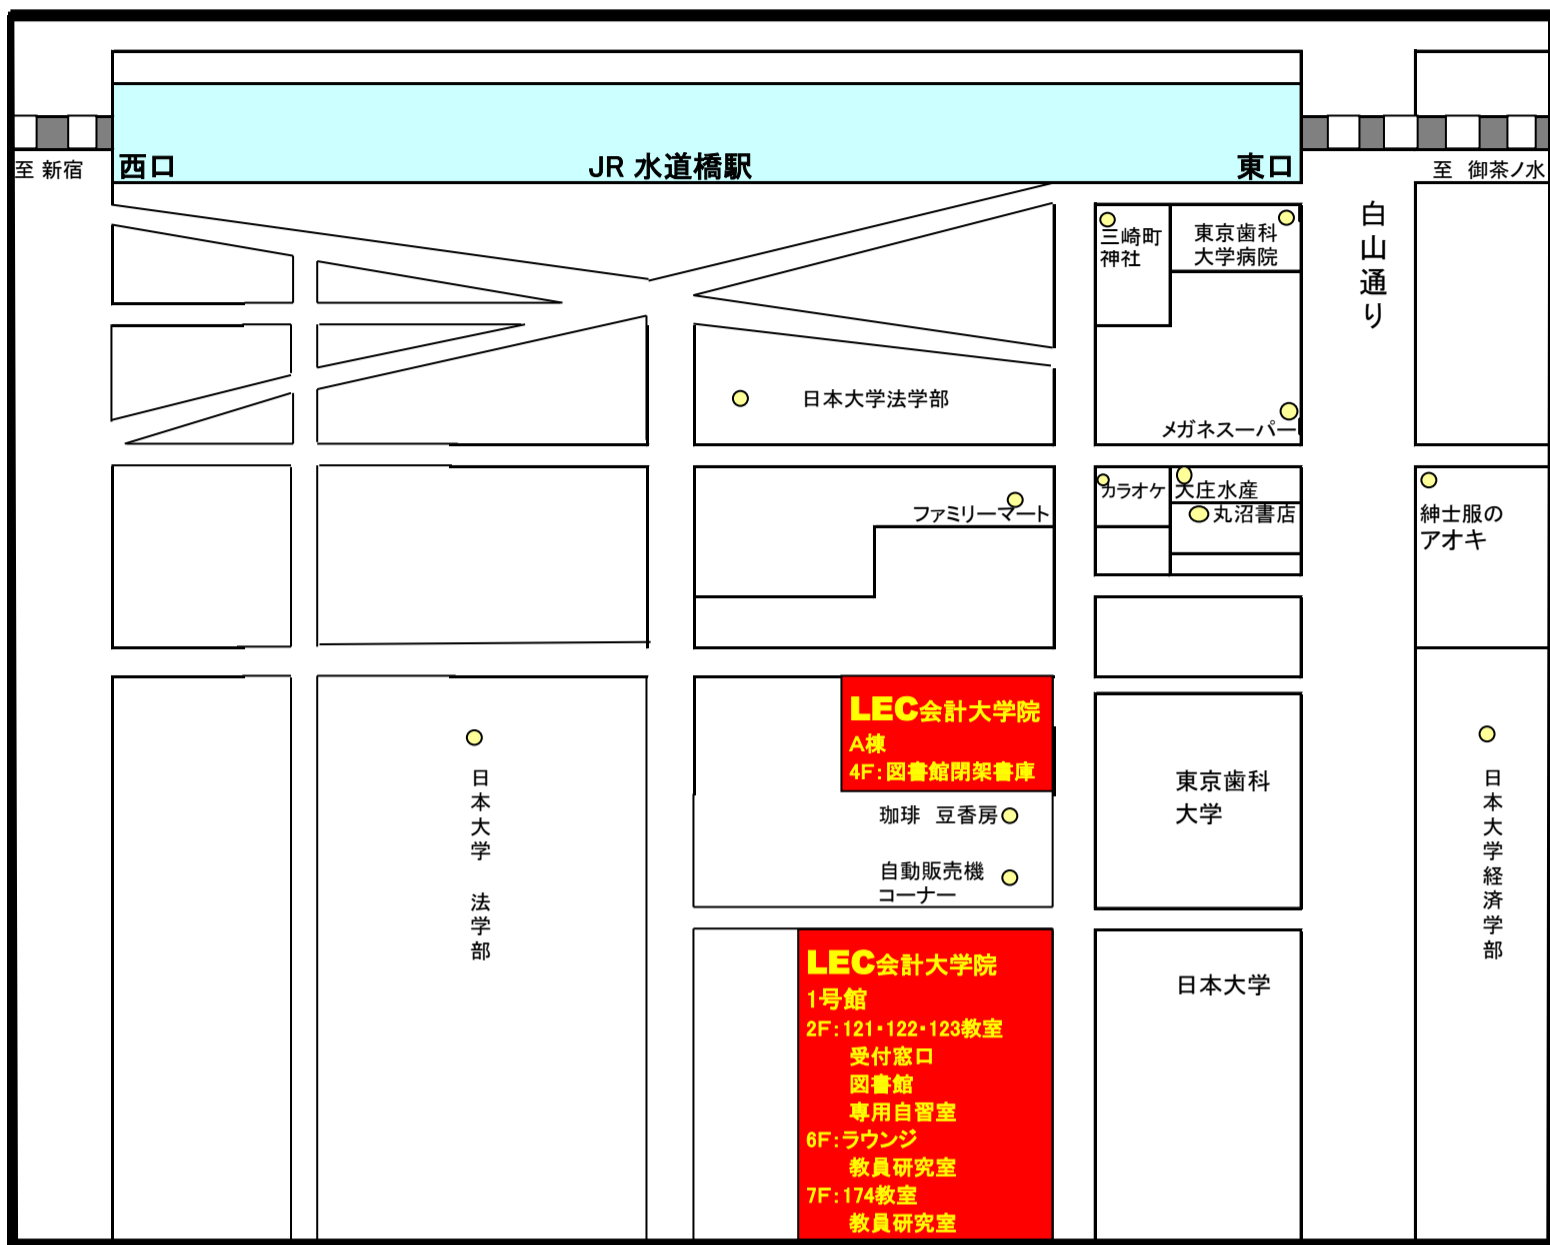 至 新宿
西口
JR 水道橋駅
東口
至 御茶ノ水
白山通り
三崎町
神社
東京歯科
大学病院
日本大学法学部
メガネスーパー
ファミリーマート
カラオケ
大庄水産
丸沼書店
紳士服の
アオキ
LEC会計大学院
A棟
4F:図書館閉架書庫
珈琲 豆香房
自動販売機
コーナー
日本大学 法学部
東京歯科
大学
日本大学経済学部
LEC会計大学院
1号館
2F:121・122・123教室
受付窓口
図書館
専用自習室
6F:ラウンジ
教員研究室
7F:174教室
教員研究室
日本大学